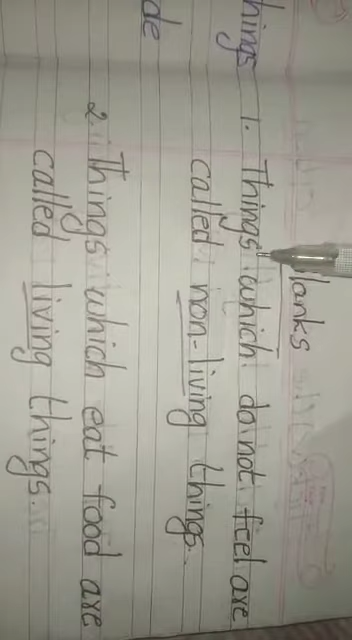 lanks
things 1. Things which do not feel are
called non-living things.
de
2. Things which eat food are
called living things.